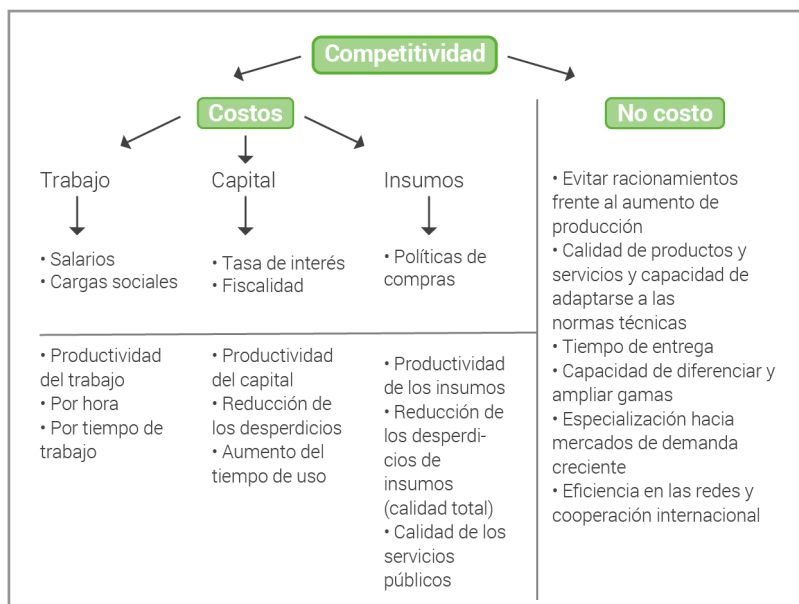 Competitividad
Costos
No costo
Trabajo
Capital
Insumos
• Salarios
• Cargas sociales
• Tasa de interés
• Fiscalidad
• Políticas de
compras
• Productividad
del trabajo
• Por hora
• Por tiempo de
trabajo
• Productividad
del capital
• Reducción de
los desperdicios
• Aumento del
tiempo de uso
• Productividad
de los insumos
• Reducción de
los desperdi-
cios de
insumos
(calidad total)
• Calidad de los
servicios
públicos
• Evitar racionamientos
frente al aumento de
producción
• Calidad de productos y
servicios y capacidad de
adaptarse a las
normas técnicas
• Tiempo de entrega
• Capacidad de diferenciar y
ampliar gamas
• Especialización hacia
mercados de demanda
creciente
• Eficiencia en las redes y
cooperación internacional